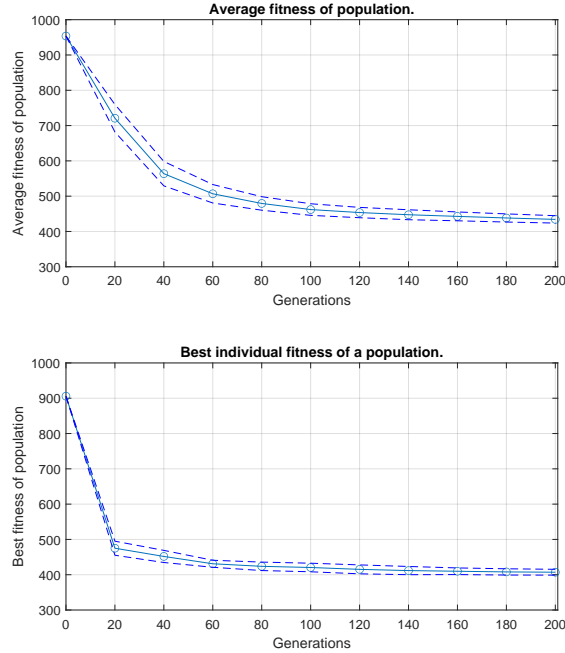 Average fitness of population.
1000
900
800
700
600
500
400
300
Average fitness of population
0 20 40 60 80 100 120 140 160 180 200
Generations
Best individual fitness of a population.
1000
900
800
700
600
500
400
300
Best fitness of population
0 20 40 60 80 100 120 140 160 180 200
Generations